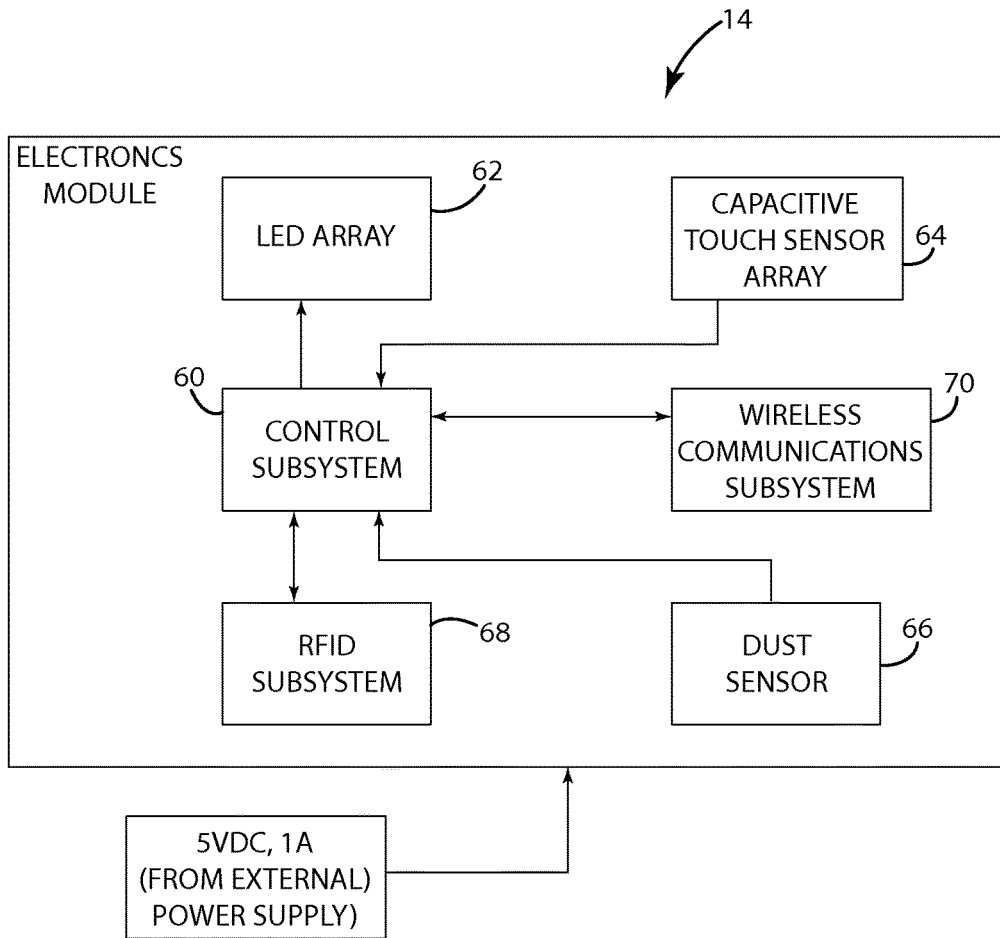 14
ELECTRONCS
MODULE
62
LED ARRAY
CAPACITIVE
TOUCH SENSOR
ARRAY
64
60
CONTROL
SUBSYSTEM
70
WIRELESS
COMMUNICATIONS
SUBSYSTEM
RFID
SUBSYSTEM
68
DUST
SENSOR
66
5VDC, 1A
(FROM EXTERNAL)
POWER SUPPLY)